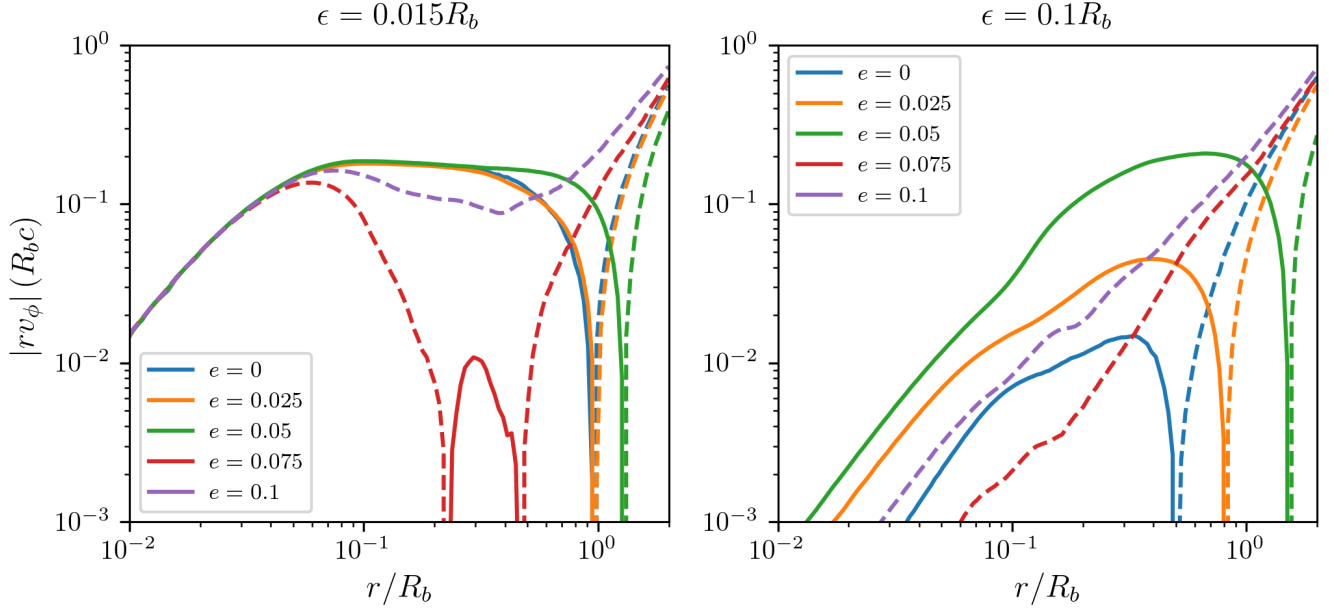 ϵ = 0.015R_b
ϵ = 0.1R_b
|rv_ϕ| (R_b c)
10^0
10^−1
10^−2
10^−3
e = 0
e = 0.025
e = 0.05
e = 0.075
e = 0.1
10^−2
10^−1
10^0
r/R_b
10^0
10^−1
10^−2
10^−3
e = 0
e = 0.025
e = 0.05
e = 0.075
e = 0.1
10^−2
10^−1
10^0
r/R_b